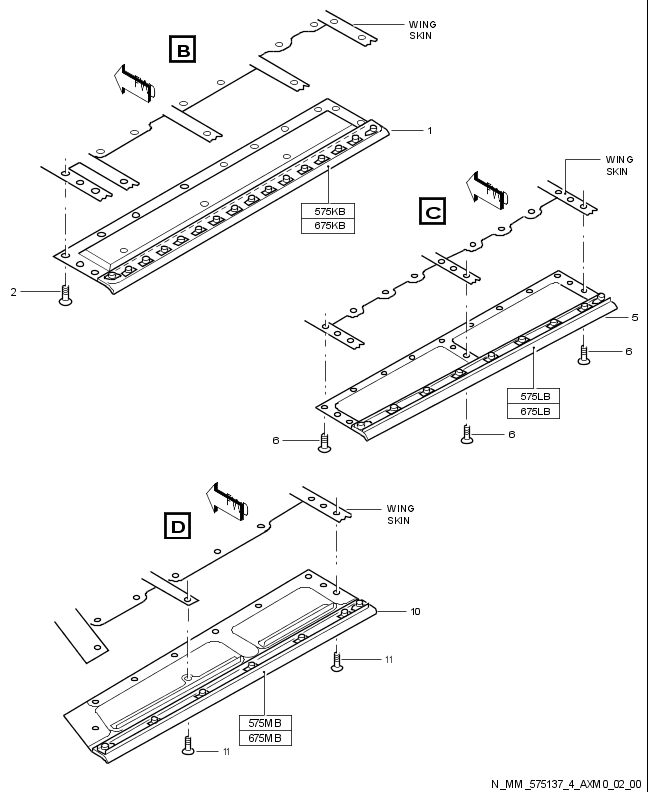 WING
SKIN
B
1
575KB
675KB
2
WING
SKIN
C
5
6
575LB
675LB
6
6
WING
SKIN
D
10
11
575MB
675MB
11
N_MM_575137_4_AXM0_02_00